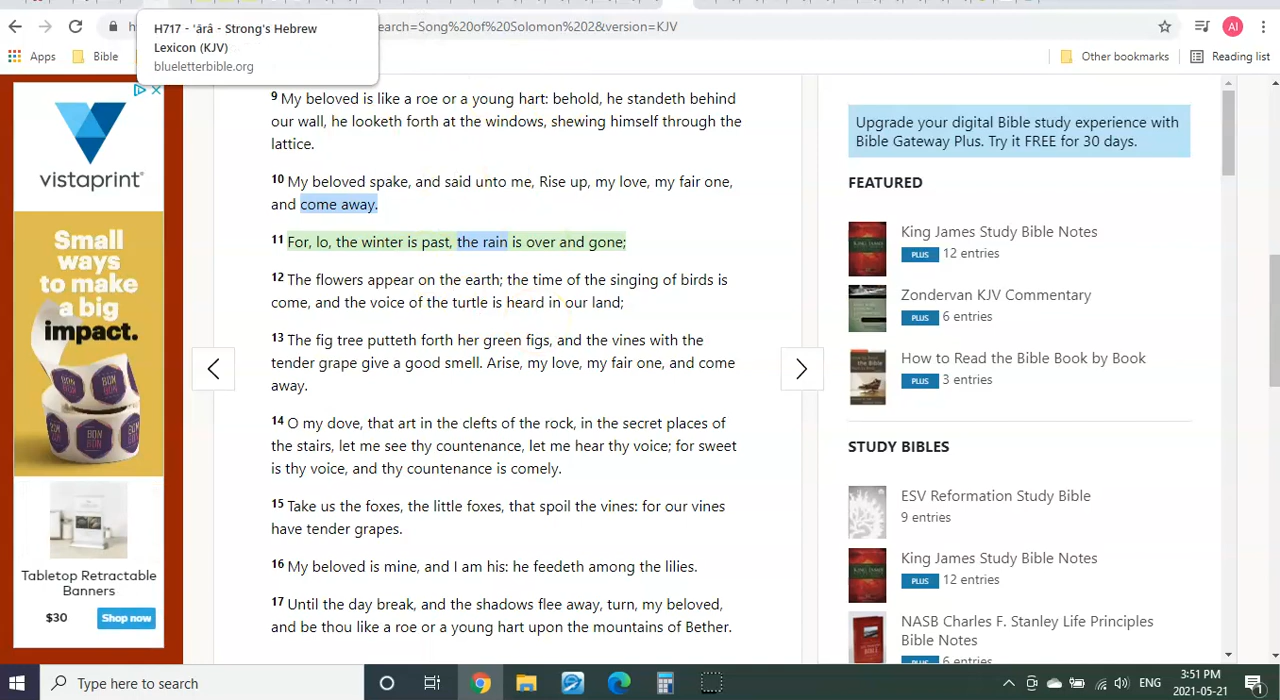 H717 - 'ārâ - Strong's Hebrew
Lexicon (KJV)
blueletterbible.org
search=Song%20of%20Solomon%202&version=KJV
AI
Apps
Bible
Other bookmarks
Reading list
vistaprint
Small
ways
to make
a big
impact.
BON
BON
Tabletop Retractable
Banners
$30
Shop now
9 My beloved is like a roe or a young hart: behold, he standeth behind
our wall, he looketh forth at the windows, shewing himself through the
lattice.
10 My beloved spake, and said unto me, Rise up, my love, my fair one,
and come away.
11 For, lo, the winter is past, the rain is over and gone;
12 The flowers appear on the earth; the time of the singing of birds is
come, and the voice of the turtle is heard in our land;
13 The fig tree putteth forth her green figs, and the vines with the
tender grape give a good smell. Arise, my love, my fair one, and come
away.
14 O my dove, that art in the clefts of the rock, in the secret places of
the stairs, let me see thy countenance, let me hear thy voice; for sweet
is thy voice, and thy countenance is comely.
15 Take us the foxes, the little foxes, that spoil the vines: for our vines
have tender grapes.
16 My beloved is mine, and I am his: he feedeth among the lilies.
17 Until the day break, and the shadows flee away, turn, my beloved,
and be thou like a roe or a young hart upon the mountains of Bether.
Upgrade your digital Bible study experience with
Bible Gateway Plus. Try it FREE for 30 days.
FEATURED
King James Study Bible Notes
PLUS 12 entries
Zondervan KJV Commentary
PLUS 6 entries
How to Read the Bible Book by Book
PLUS 3 entries
STUDY BIBLES
ESV Reformation Study Bible
9 entries
King James Study Bible Notes
PLUS 12 entries
NASB Charles F. Stanley Life Principles
Bible Notes
PLUS 6 entries
Type here to search
ENG
3:51 PM
2021-05-21
1